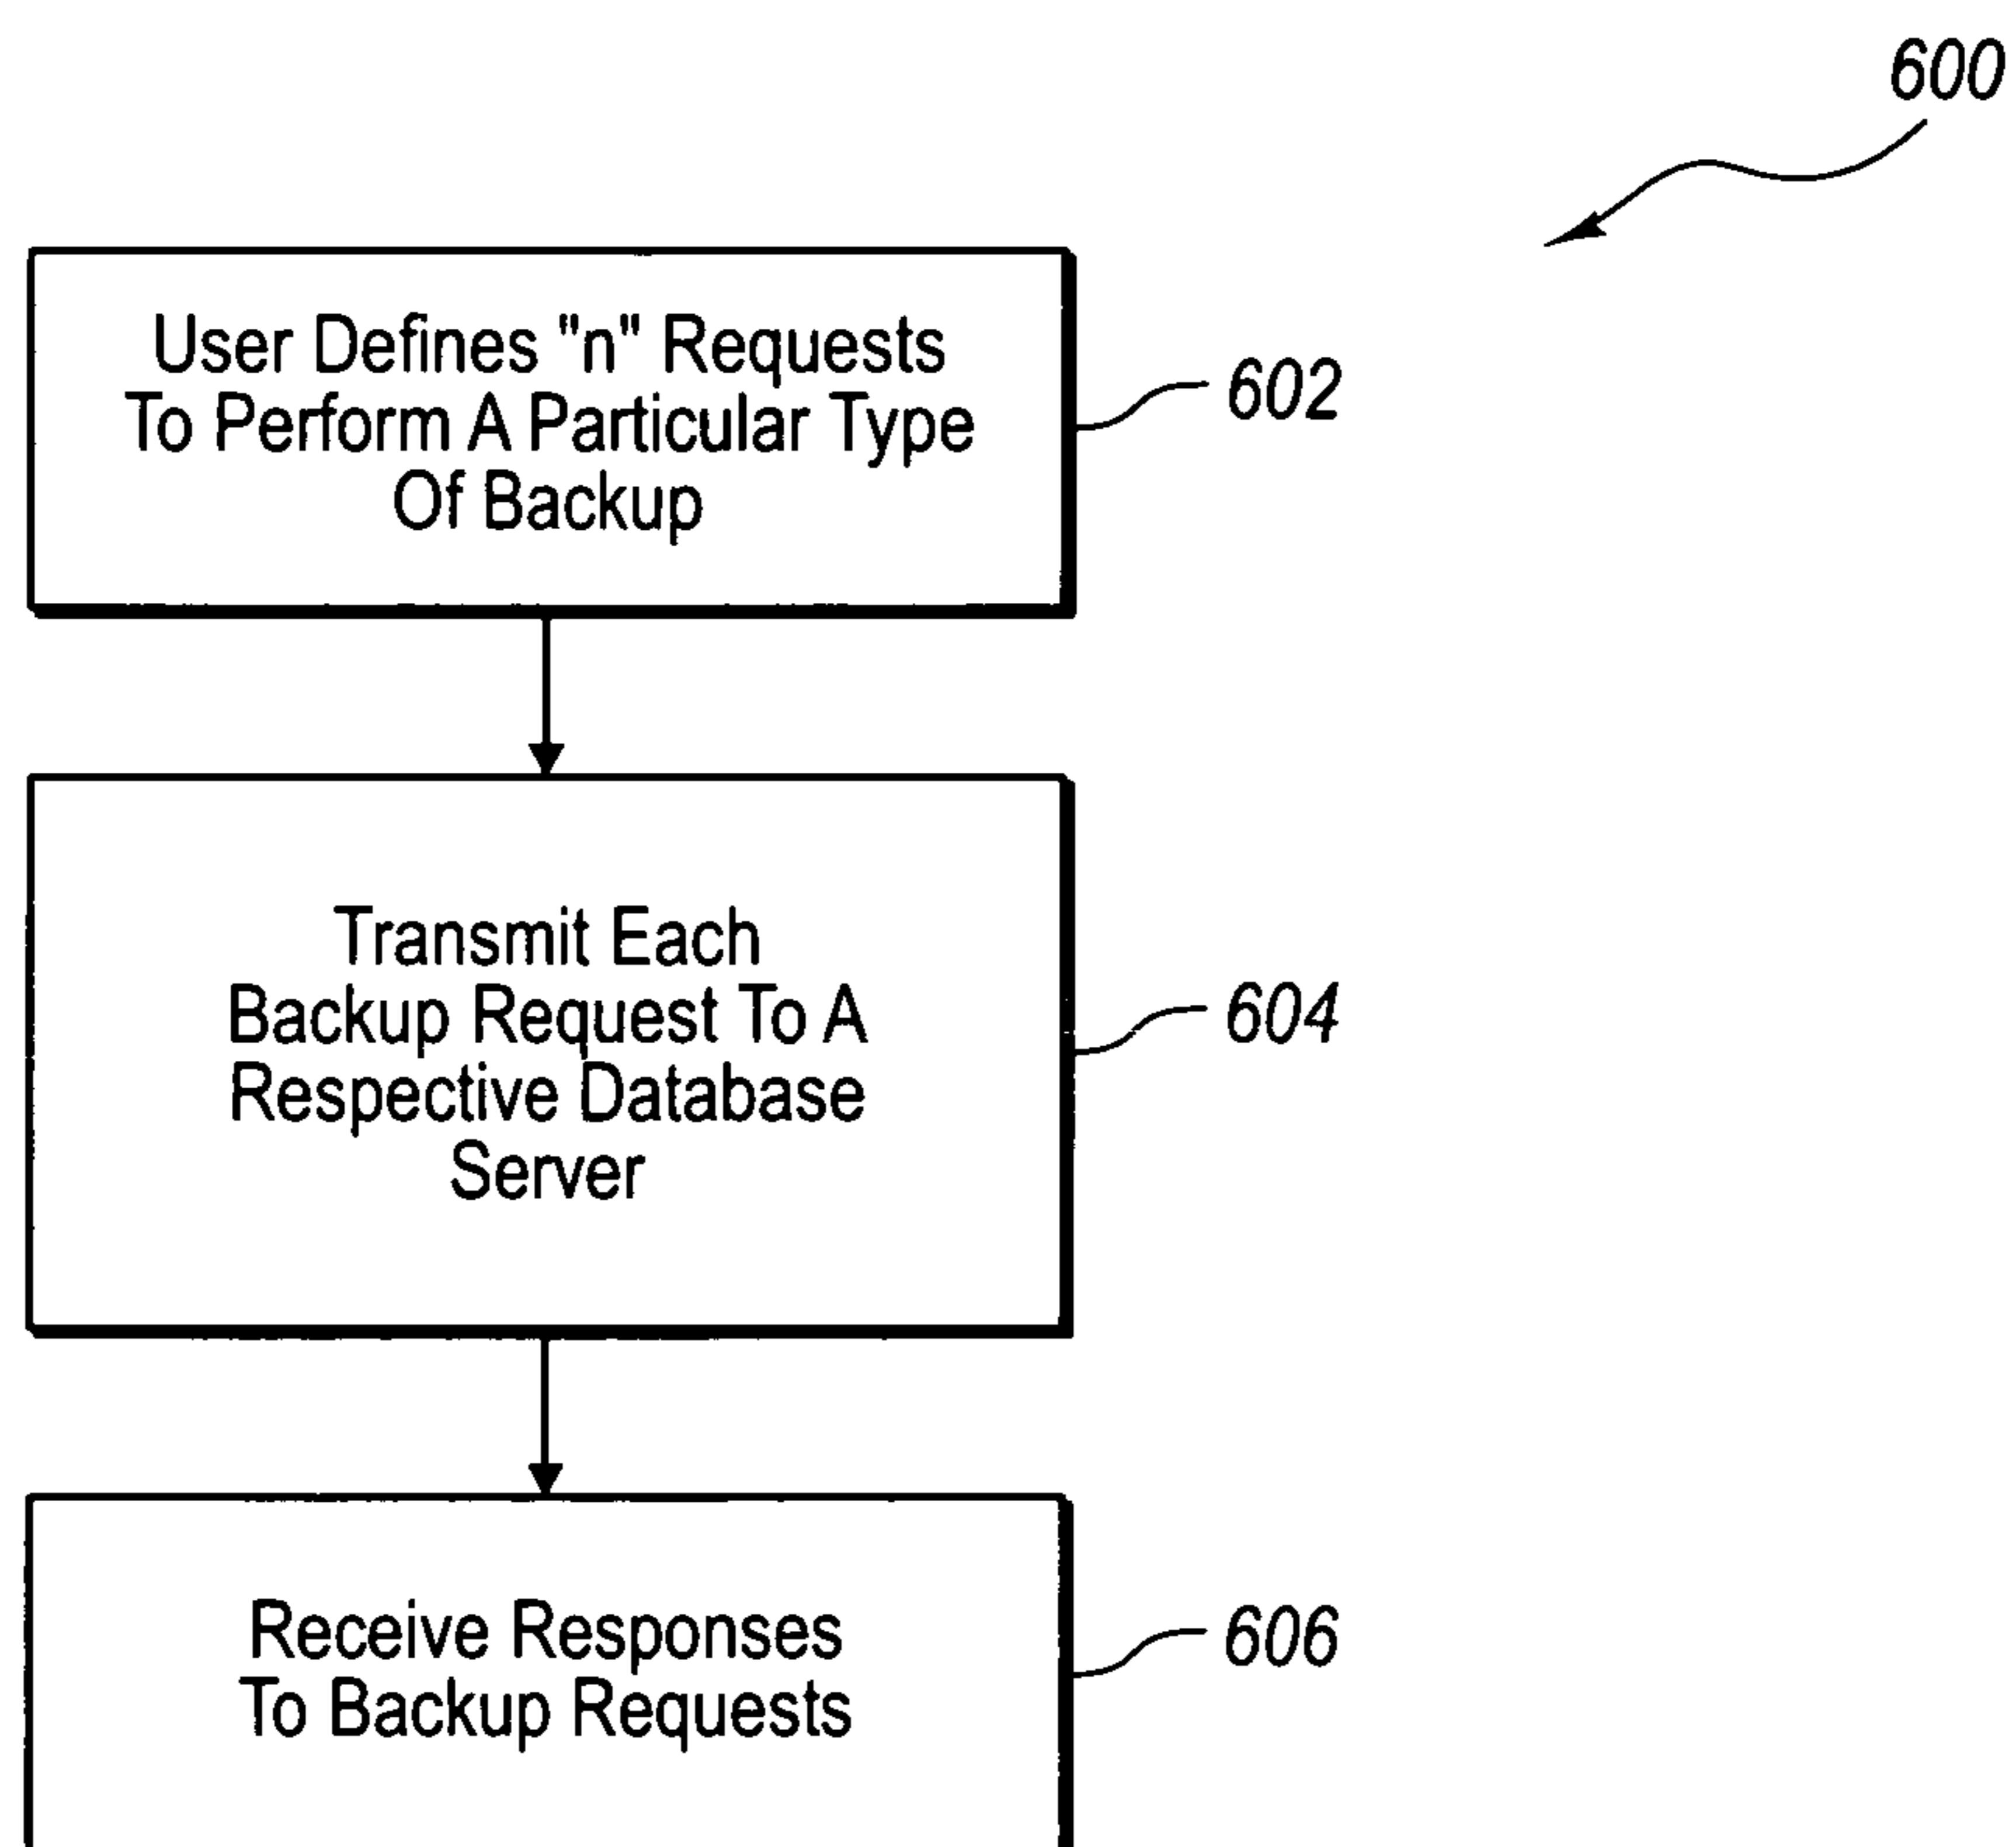 600
User Defines "n" Requests
To Perform A Particular Type
Of Backup
602
Transmit Each
Backup Request To A
Respective Database
Server
604
Receive Responses
To Backup Requests
606